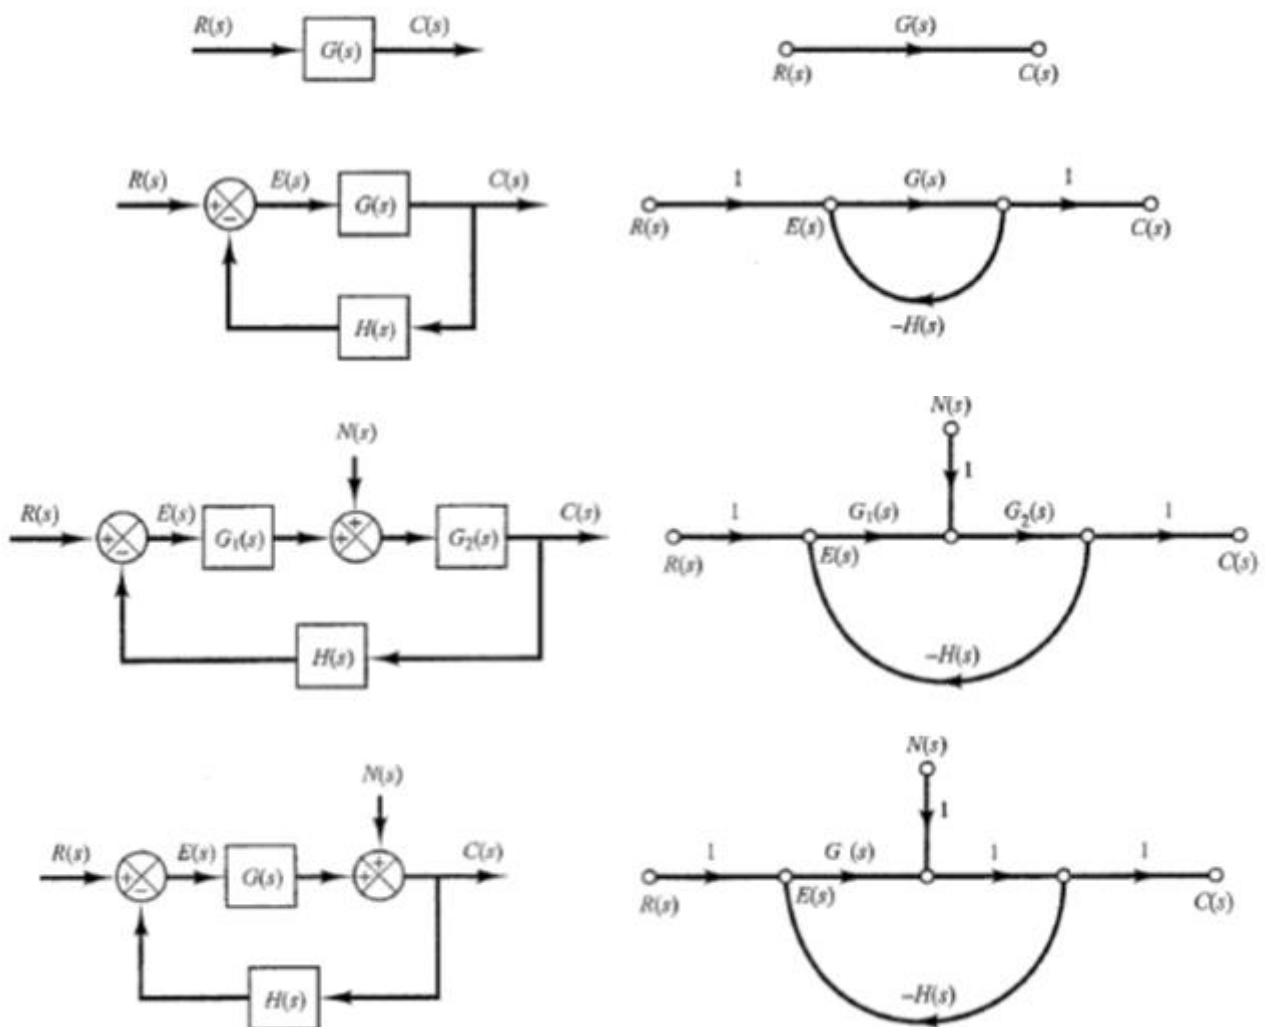 R(s) G(s) C(s)
G(s)
R(s) C(s)
R(s) + − E(s) G(s) C(s)
H(s)
1 G(s) 1
R(s) E(s) C(s)
−H(s)
N(s)
R(s) + − E(s) G₁(s) + + G₂(s) C(s)
H(s)
N(s)
1
1 G₁(s) G₂(s) 1
R(s) E(s) C(s)
−H(s)
N(s)
R(s) + − E(s) G(s) + + C(s)
H(s)
N(s)
1
1 G (s) 1 1
R(s) E(s) C(s)
−H(s)